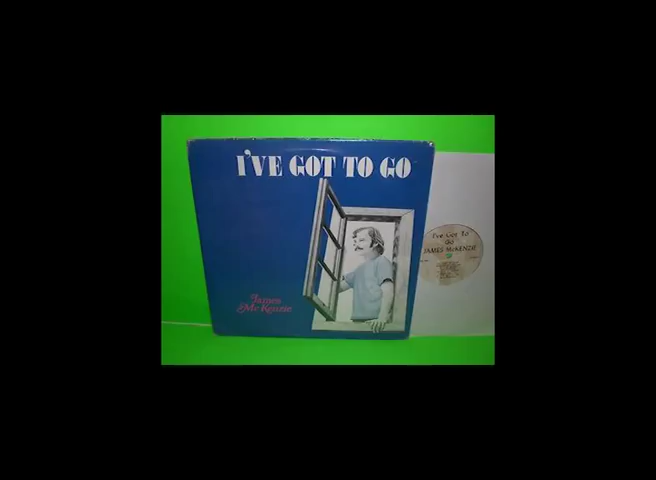 I'VE GOT TO GO
James
McKenzie
I've Got To
Go
JAMES McKENZIE